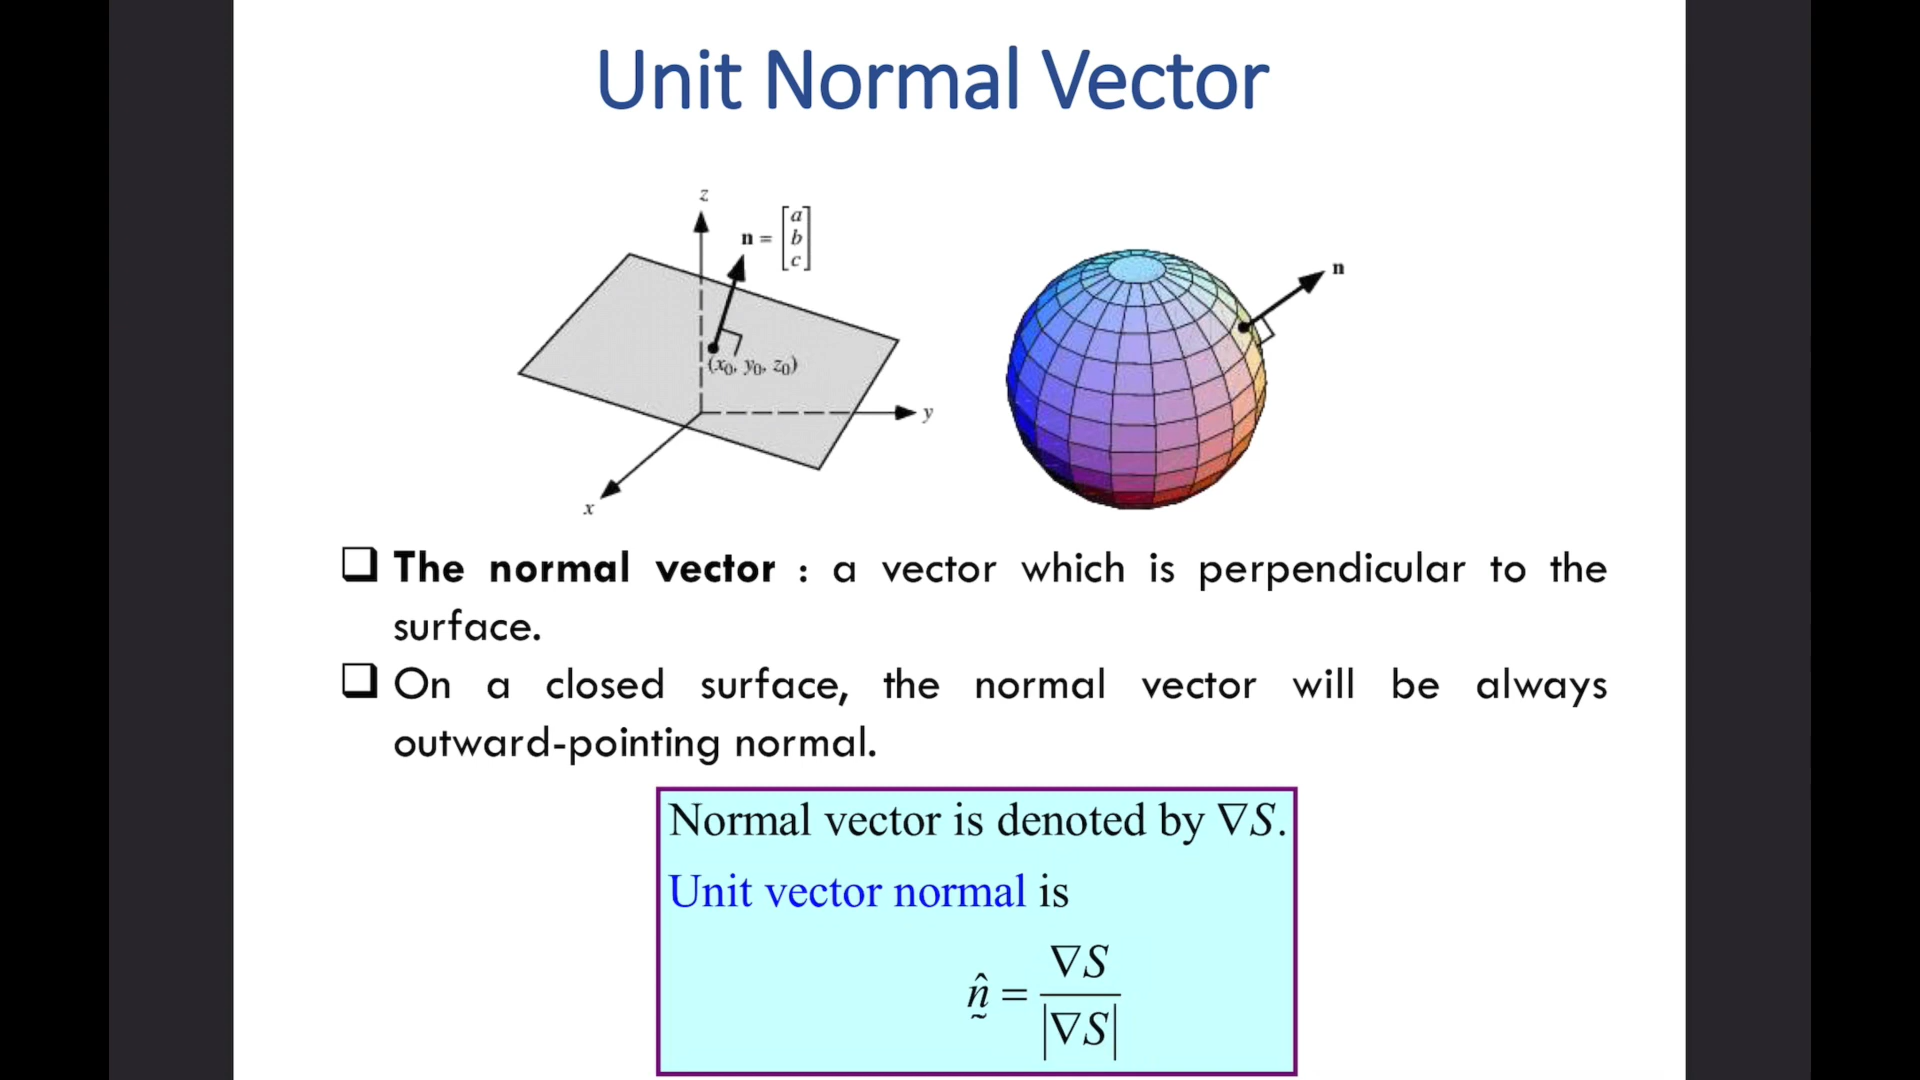 Unit Normal Vector
z
n = [a b c]
(x₀, y₀, z₀)
y
x
n
❑ The normal vector : a vector which is perpendicular to the
surface.
❑ On a closed surface, the normal vector will be always
outward-pointing normal.
Normal vector is denoted by ∇S.
Unit vector normal is
n̰̂ = ∇S / |∇S|